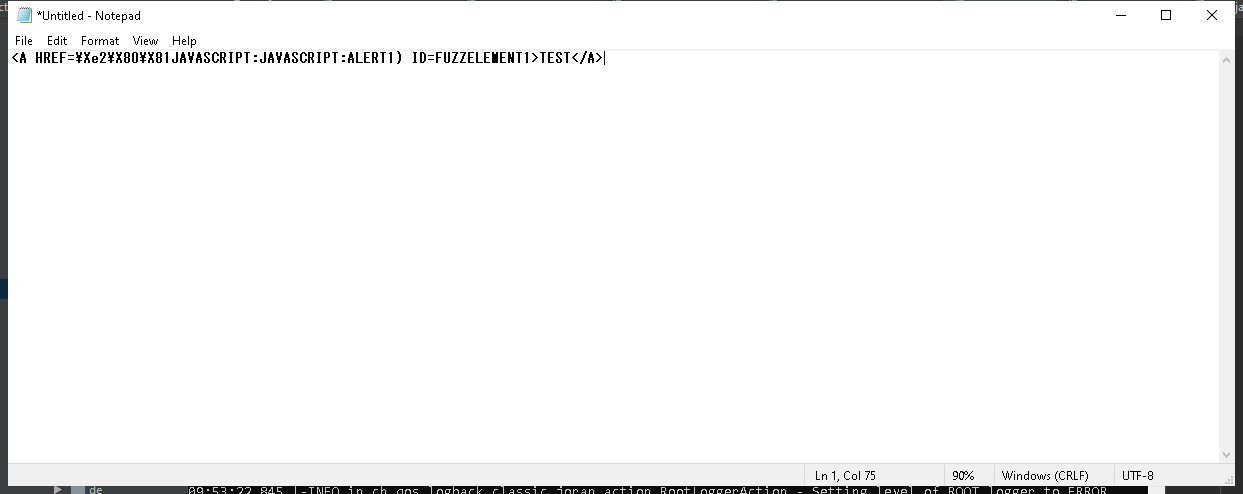 *Untitled - Notepad
File Edit Format View Help
<A HREF=¥Xe2¥X80¥X81JAVASCRIPT:JAVASCRIPT:ALERT1) ID=FUZZELEMENT1>TEST</A>
Ln 1, Col 75 90% Windows (CRLF) UTF-8
de 09:53:22,845 |-INFO in ch.qos.logback.classic.joran.action.RootLoggerAction - Setting level of ROOT logger to ERROR